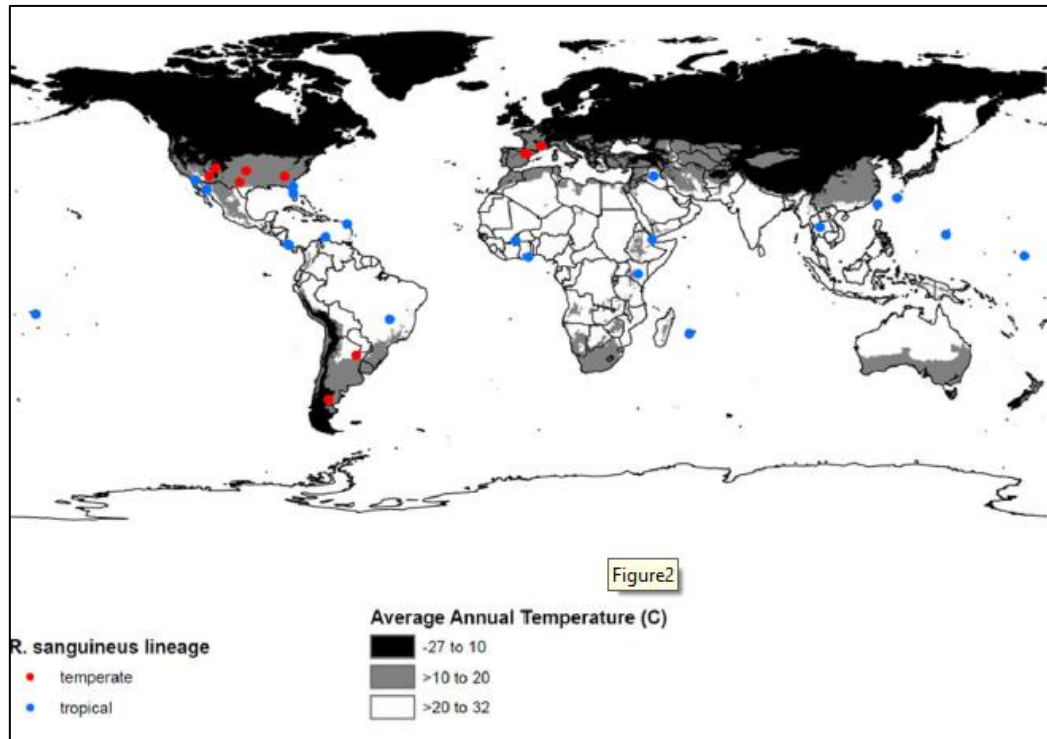 Figure2
Average Annual Temperature (C)
R. sanguineus lineage
-27 to 10
temperate
>10 to 20
tropical
>20 to 32